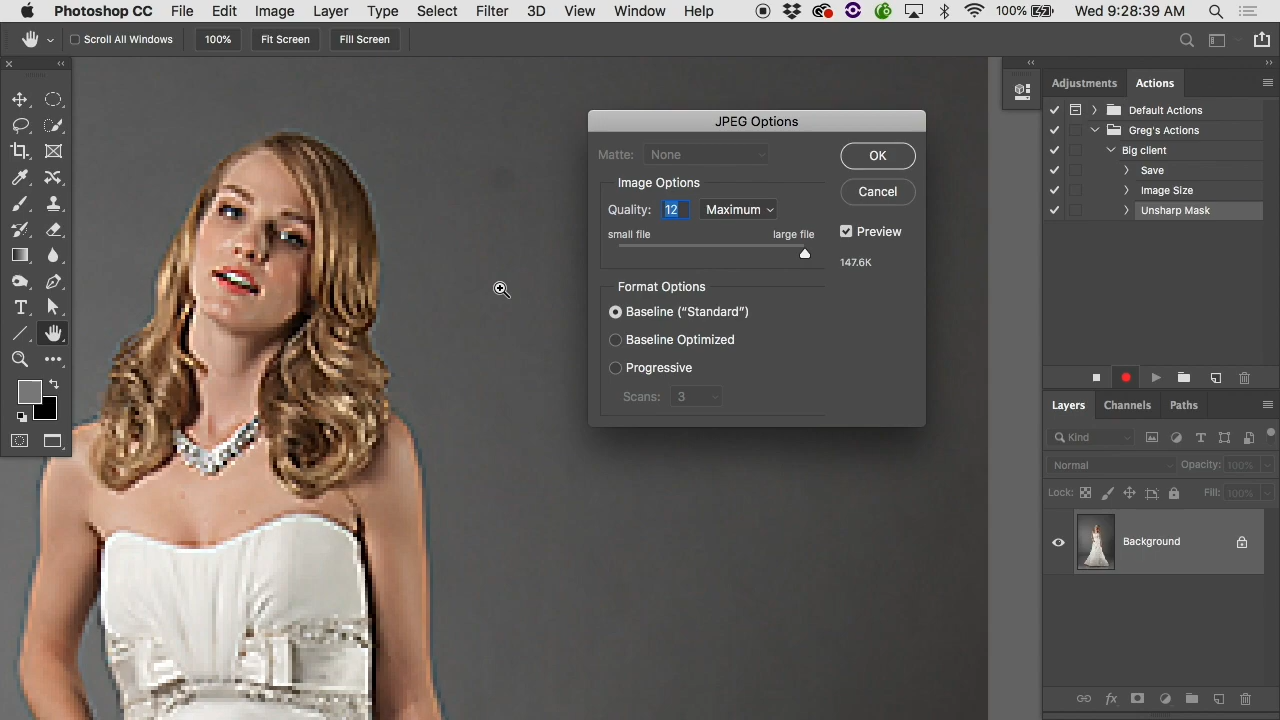 Photoshop CC File Edit Image Layer Type Select Filter 3D View Window Help 100% Wed 9:28:39 AM
Scroll All Windows 100% Fit Screen Fill Screen
JPEG Options
Matte: None
OK
Image Options
Cancel
Quality: 12 Maximum
small file large file
Preview
147.6K
Format Options
Baseline (“Standard”)
Baseline Optimized
Progressive
Scans: 3
Adjustments Actions
Default Actions
Greg's Actions
Big client
Save
Image Size
Unsharp Mask
Layers Channels Paths
Kind
Normal Opacity: 100%
Lock: Fill: 100%
Background